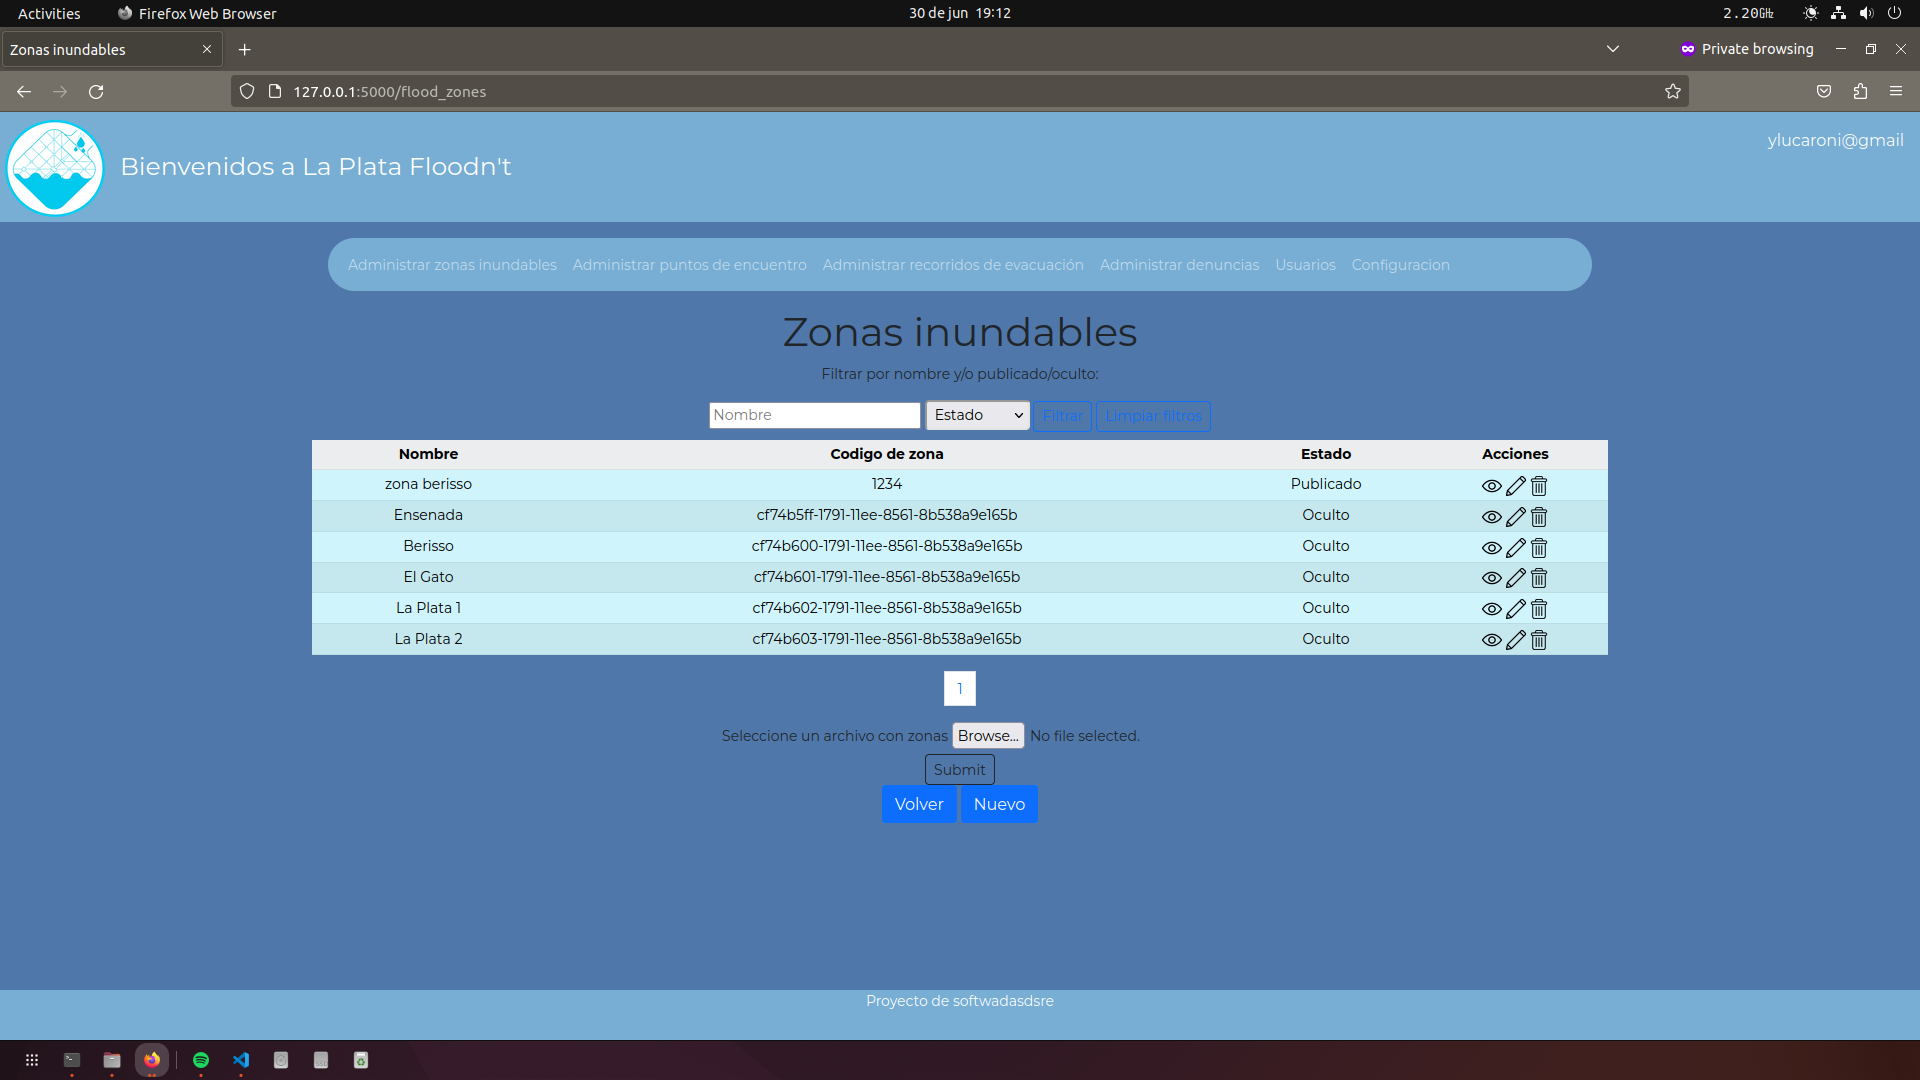 Activities Firefox Web Browser 30 de jun 19:12 2.20GHz
Zonas inundables Private browsing
127.0.0.1:5000/flood_zones
ylucaroni@gmail
Bienvenidos a La Plata Floodn't
Administrar zonas inundables Administrar puntos de encuentro Administrar recorridos de evacuación Administrar denuncias Usuarios Configuracion
Zonas inundables
Filtrar por nombre y/o publicado/oculto:
Nombre Estado Filtrar Limpiar filtros
Nombre Codigo de zona Estado Acciones
zona berisso 1234 Publicado
Ensenada cf74b5ff-1791-11ee-8561-8b538a9e165b Oculto
Berisso cf74b600-1791-11ee-8561-8b538a9e165b Oculto
El Gato cf74b601-1791-11ee-8561-8b538a9e165b Oculto
La Plata 1 cf74b602-1791-11ee-8561-8b538a9e165b Oculto
La Plata 2 cf74b603-1791-11ee-8561-8b538a9e165b Oculto
1
Seleccione un archivo con zonas Browse... No file selected.
Submit
Volver Nuevo
Proyecto de softwadasdsre